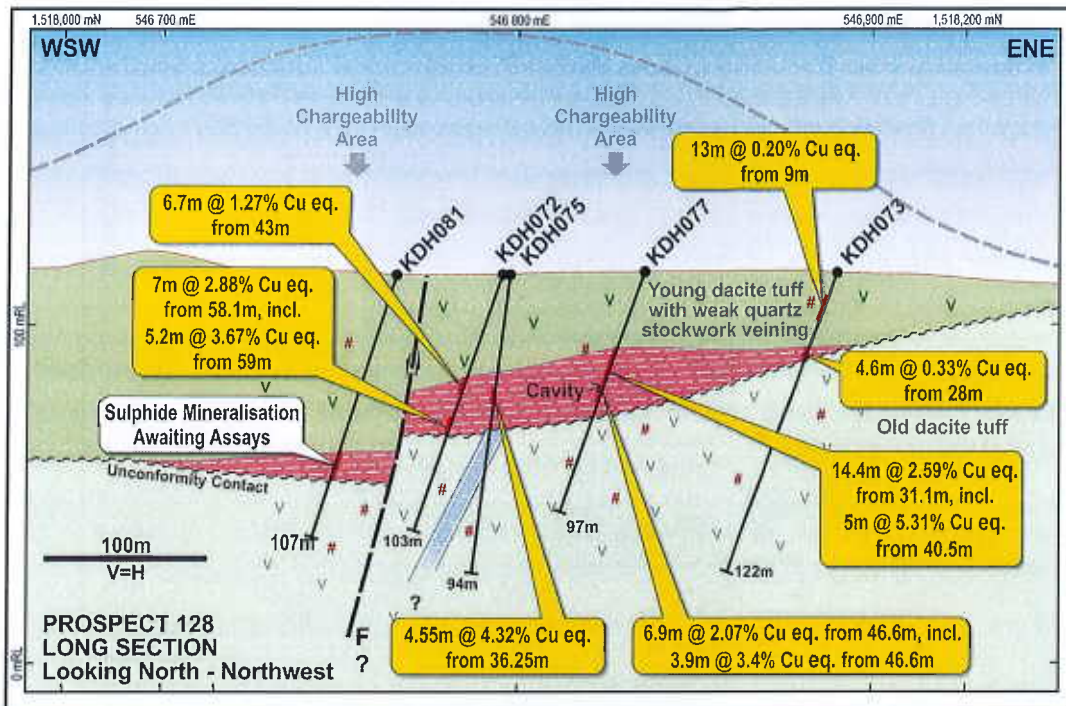 1,518,000 mN 546 700 mE 546 800 mE 546,900 mE 1,518,200 mN
WSW
ENE
High
Chargeability
Area
High
Chargeability
Area
13m @ 0.20% Cu eq.
from 9m
6.7m @ 1.27% Cu eq.
from 43m
KDH081
KDH072
KDH075
KDH077
KDH073
7m @ 2.88% Cu eq.
from 58.1m, incl.
5.2m @ 3.67% Cu eq.
from 59m
Young dacite tuff
with weak quartz
stockwork veining
100 mRL
4.6m @ 0.33% Cu eq.
from 28m
Cavity
Old dacite tuff
Sulphide Mineralisation
Awaiting Assays
Unconformity Contact
14.4m @ 2.59% Cu eq.
from 31.1m, incl.
5m @ 5.31% Cu eq.
from 40.5m
107m
103m
94m
97m
122m
100m
V=H
?
PROSPECT 128
LONG SECTION
Looking North - Northwest
F
?
4.55m @ 4.32% Cu eq.
from 36.25m
6.9m @ 2.07% Cu eq. from 46.6m, incl.
3.9m @ 3.4% Cu eq. from 46.6m
0 mRL